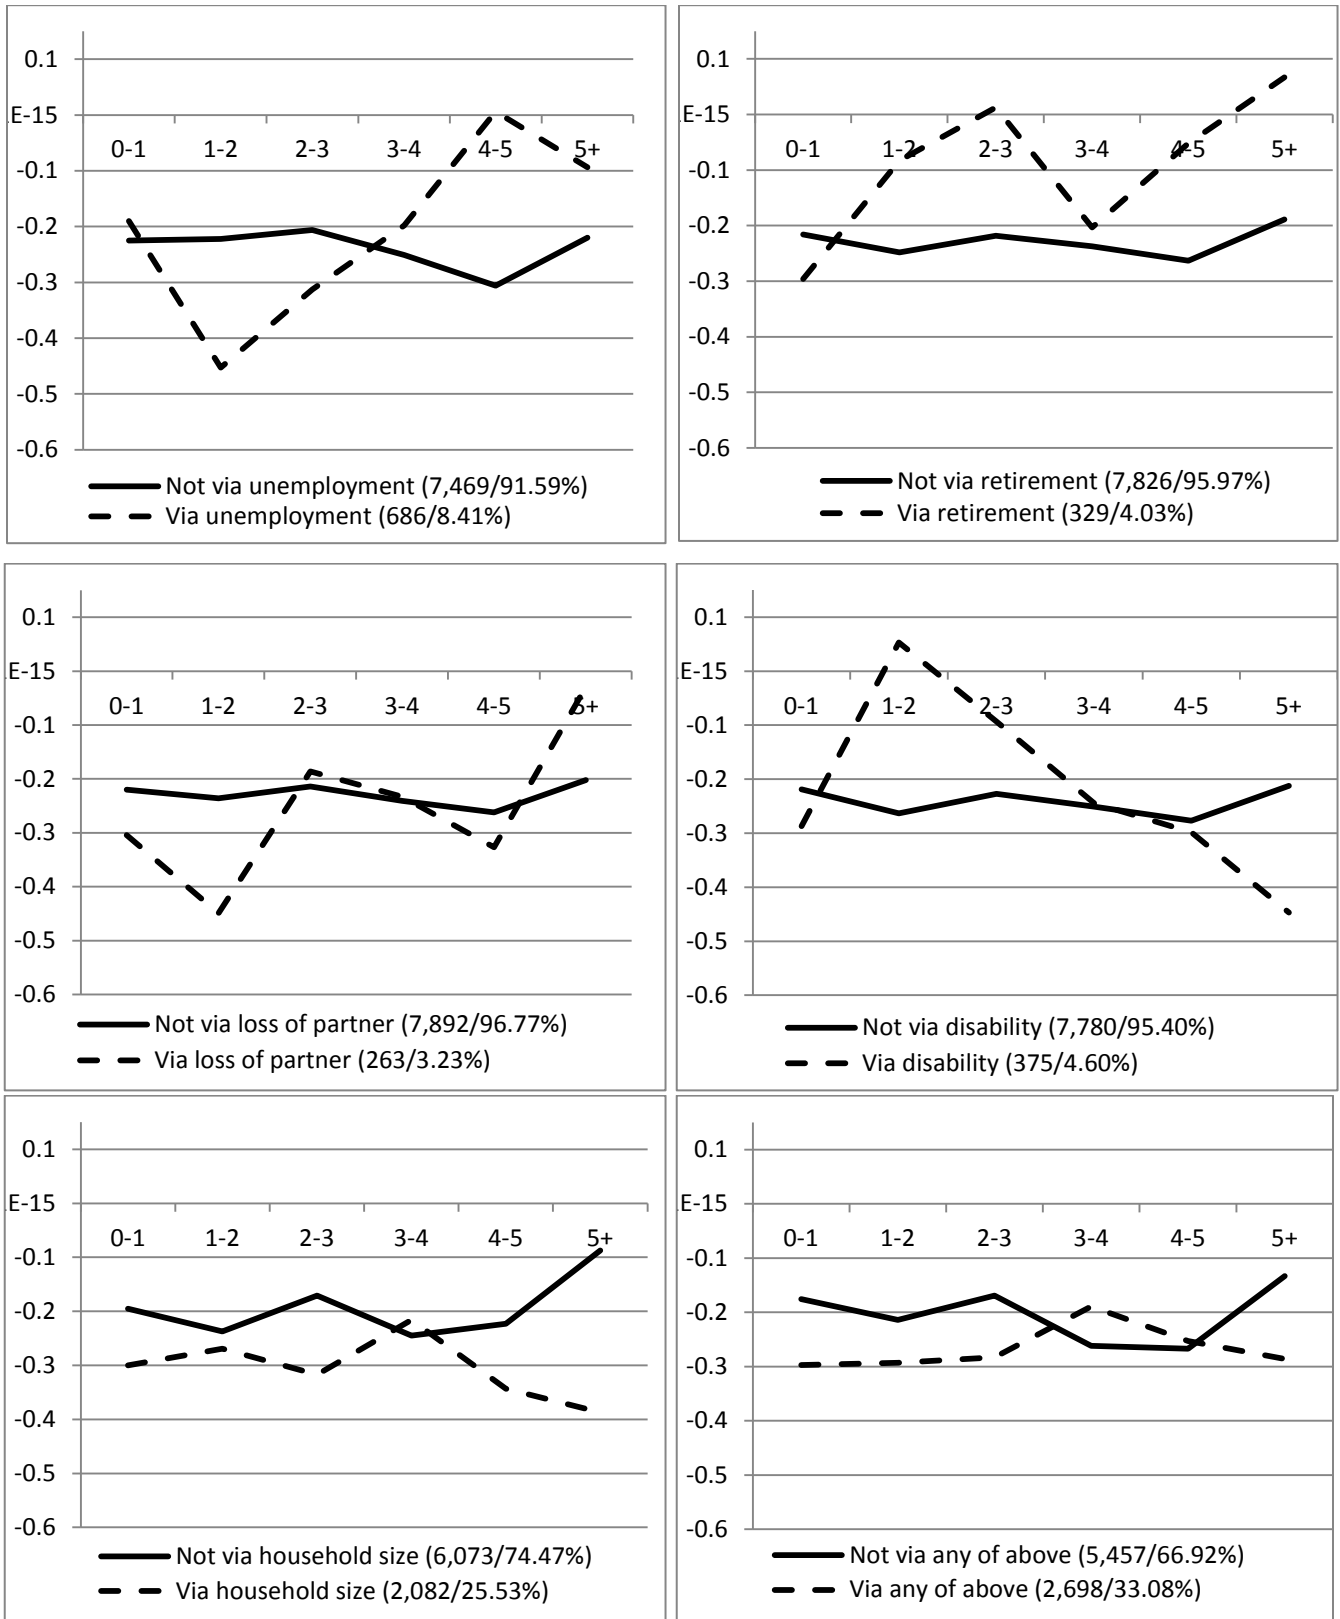 0.1
E-15
-0.1
-0.2
-0.3
-0.4
-0.5
-0.6
0-1 1-2 2-3 3-4 4-5 5+
Not via unemployment (7,469/91.59%)
Via unemployment (686/8.41%)
0.1
E-15
-0.1
-0.2
-0.3
-0.4
-0.5
-0.6
0-1 1-2 2-3 3-4 4-5 5+
Not via retirement (7,826/95.97%)
Via retirement (329/4.03%)
0.1
E-15
-0.1
-0.2
-0.3
-0.4
-0.5
-0.6
0-1 1-2 2-3 3-4 4-5 5+
Not via loss of partner (7,892/96.77%)
Via loss of partner (263/3.23%)
0.1
E-15
-0.1
-0.2
-0.3
-0.4
-0.5
-0.6
0-1 1-2 2-3 3-4 4-5 5+
Not via disability (7,780/95.40%)
Via disability (375/4.60%)
0.1
E-15
-0.1
-0.2
-0.3
-0.4
-0.5
-0.6
0-1 1-2 2-3 3-4 4-5 5+
Not via household size (6,073/74.47%)
Via household size (2,082/25.53%)
0.1
E-15
-0.1
-0.2
-0.3
-0.4
-0.5
-0.6
0-1 1-2 2-3 3-4 4-5 5+
Not via any of above (5,457/66.92%)
Via any of above (2,698/33.08%)